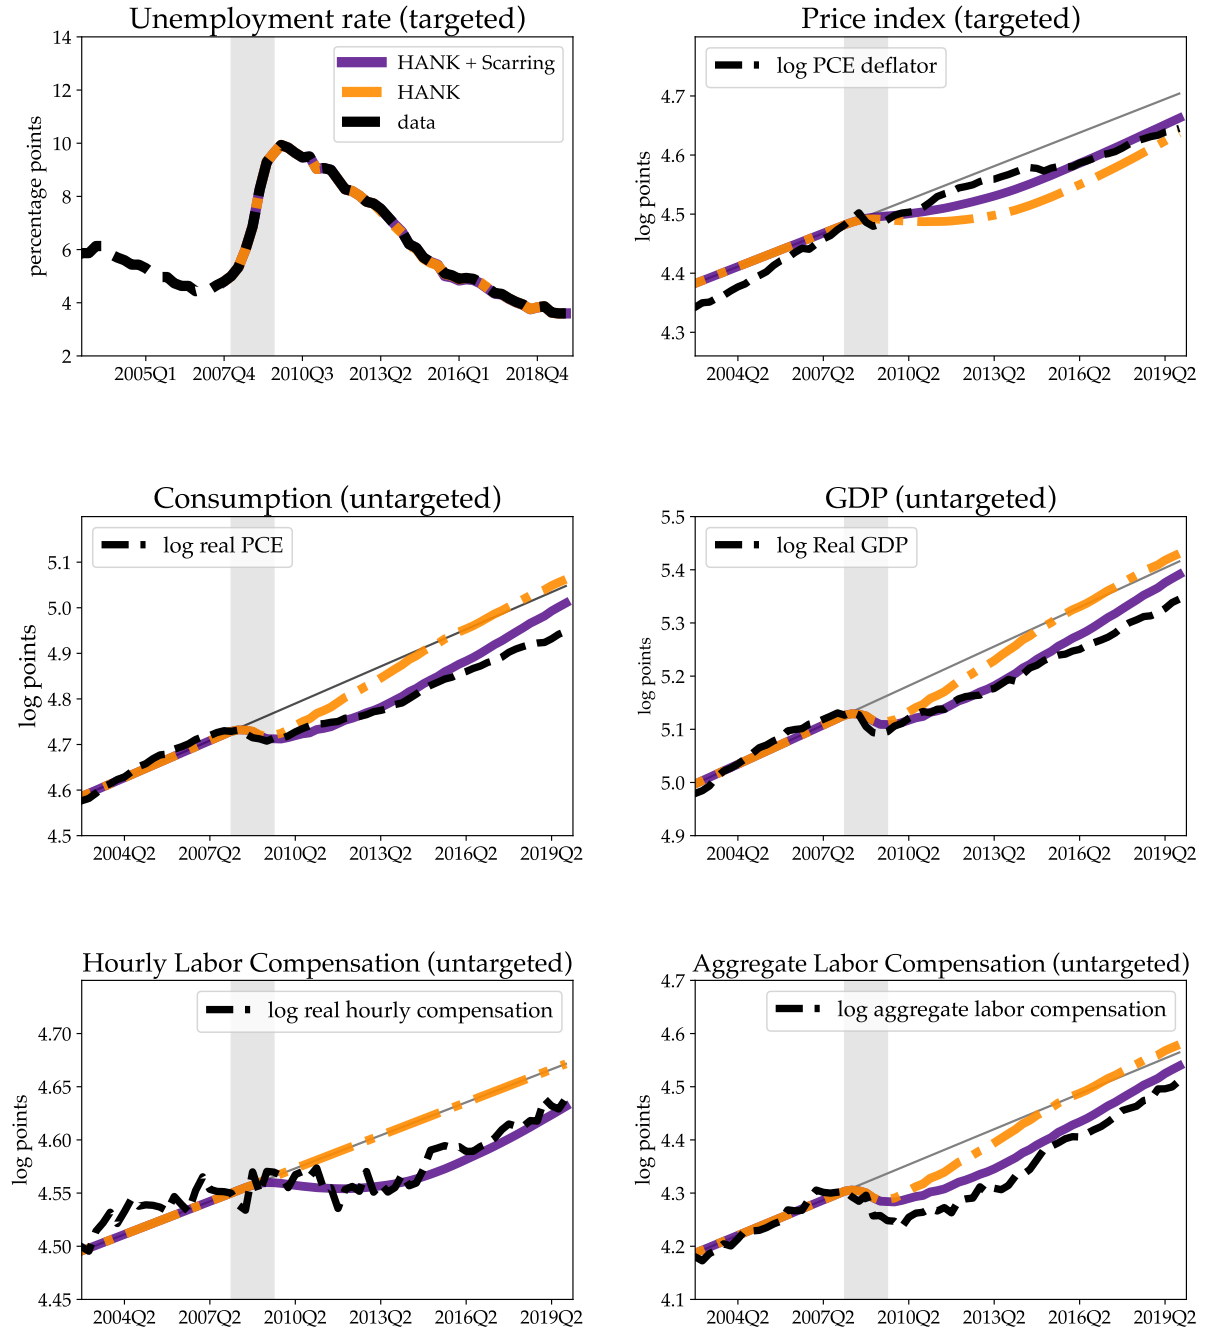 Unemployment rate (targeted)
14
12
10
8
6
4
2
percentage points
HANK + Scarring
HANK
data
2005Q1 2007Q4 2010Q3 2013Q2 2016Q1 2018Q4
Price index (targeted)
log PCE deflator
4.7
4.6
4.5
4.4
4.3
log points
2004Q2 2007Q2 2010Q2 2013Q2 2016Q2 2019Q2
Consumption (untargeted)
log real PCE
5.1
5.0
4.9
4.8
4.7
4.6
4.5
log points
2004Q2 2007Q2 2010Q2 2013Q2 2016Q2 2019Q2
GDP (untargeted)
log Real GDP
5.5
5.4
5.3
5.2
5.1
5.0
4.9
log points
2004Q2 2007Q2 2010Q2 2013Q2 2016Q2 2019Q2
Hourly Labor Compensation (untargeted)
log real hourly compensation
4.70
4.65
4.60
4.55
4.50
4.45
log points
2004Q2 2007Q2 2010Q2 2013Q2 2016Q2 2019Q2
Aggregate Labor Compensation (untargeted)
log aggregate labor compensation
4.7
4.6
4.5
4.4
4.3
4.2
4.1
log points
2004Q2 2007Q2 2010Q2 2013Q2 2016Q2 2019Q2